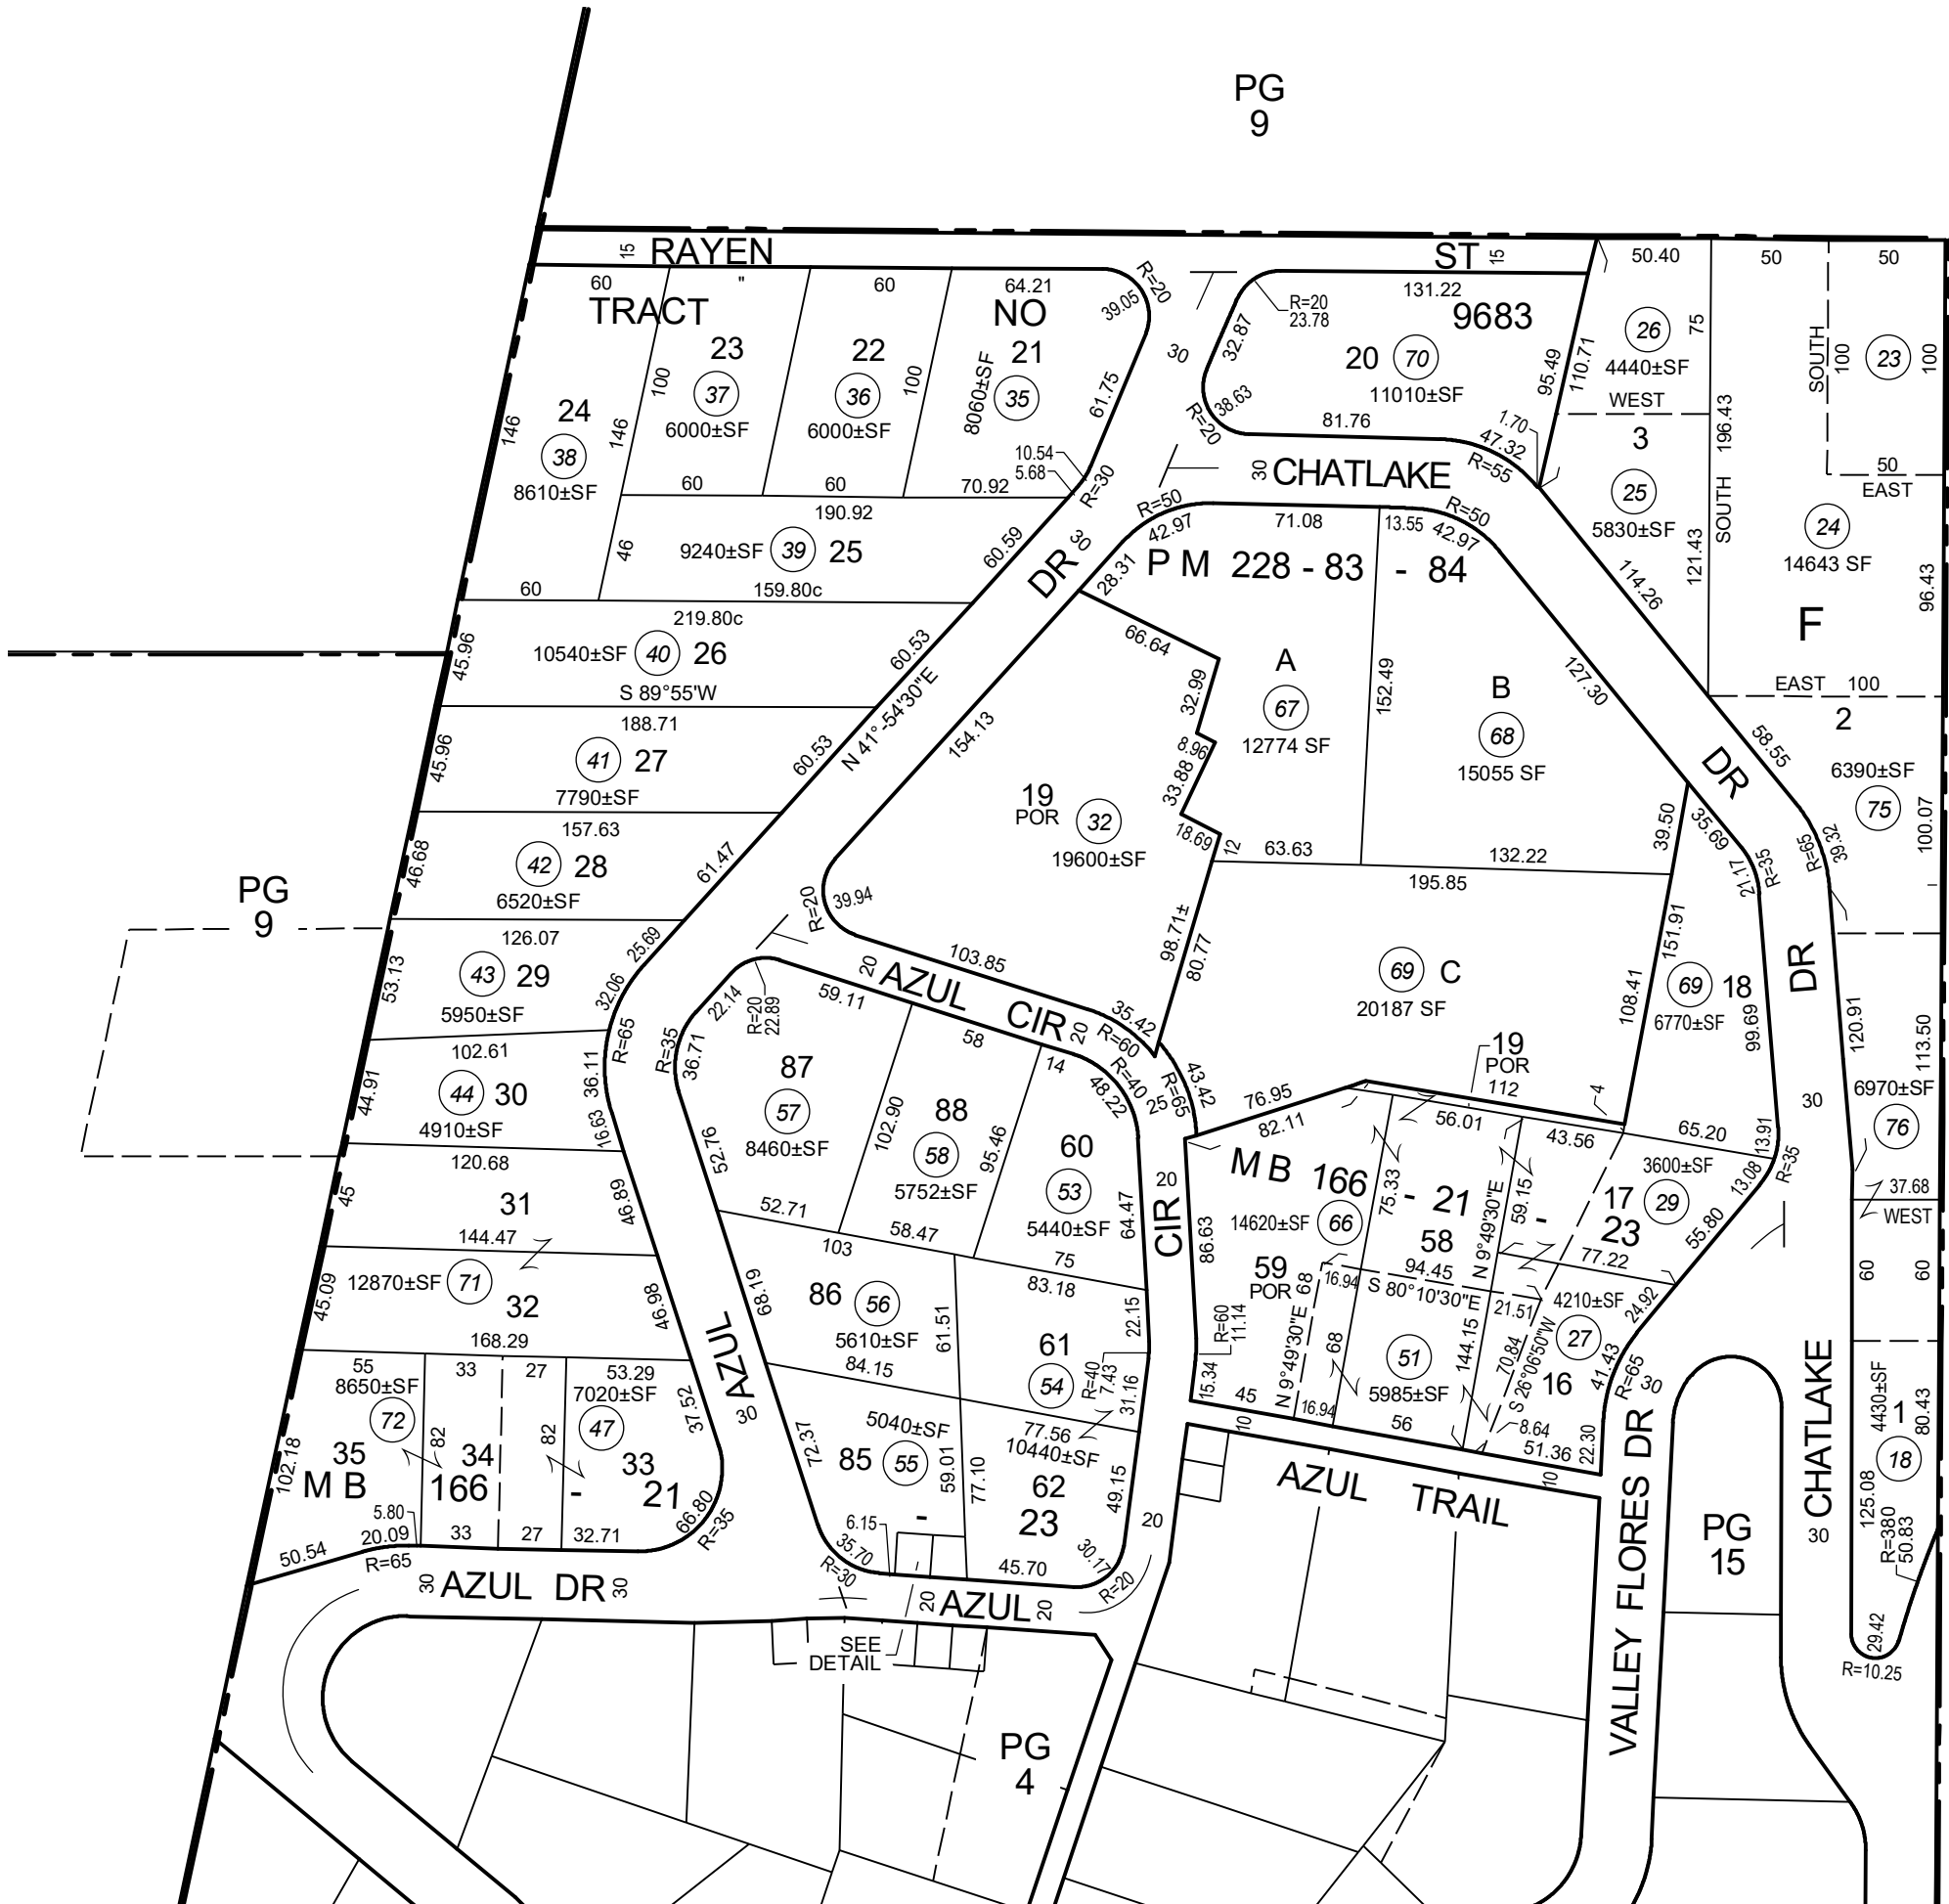 PG
9
15
RAYEN
ST
15
50.40
50
50
60
"
60
64.21
39.05
R=20
R=20
23.78
131.22
TRACT
NO
9683
23
22
21
20
70
11010±SF
32.87
30
38.63
R=20
81.76
1.70
95.49
110.71
47.32
R=55
26
4440±SF
75
WEST
SOUTH
100
23
100
3
25
5830±SF
SOUTH 196.43
121.43
50
EAST
24
14643 SF
96.43
F
24
38
8610±SF
146
146
100
37
6000±SF
36
6000±SF
100
8060±SF
35
61.75
10.54
5.68
R=30
60
60
70.92
190.92
46
9240±SF
39
25
60.59
60
159.80c
DR
30
30
CHATLAKE
R=50
42.97
71.08
13.55
42.97
R=50
28.31
P M 228 - 83 - 84
114.26
219.80c
45.96
10540±SF
40
26
60.53
S 89°55'W
N 41°-54'30"E
66.64
32.99
A
67
12774 SF
152.49
B
68
15055 SF
127.30
EAST 100
2
58.55
6390±SF
75
100.07
188.71
45.96
41
27
7790±SF
60.53
154.13
8.96
33.88
18.69
12
19
POR
32
19600±SF
63.63
132.22
195.85
39.50
DR
35.69
21.17
R=35
R=65
39.32
157.63
46.68
42
28
6520±SF
61.47
R=20
39.94
PG
9
126.07
53.13
43
29
5950±SF
25.69
32.06
R=65
103.85
20
AZUL CIR
20
35.42
R=60
98.71±
80.77
69
C
20187 SF
151.91
108.41
69
18
6770±SF
99.69
DR
120.91
113.50
102.61
44.91
44
30
4910±SF
36.11
16.63
22.14
R=20
22.89
R=35
36.71
59.11
58
14
48.22
R=40
25
R=65
43.42
87
57
8460±SF
102.90
88
58
5752±SF
95.46
60
53
5440±SF
64.47
76.95
82.11
19
POR
112
4
56.01
43.56
65.20
13.91
R=35
30
6970±SF
76
37.68
WEST
120.68
45
31
46.89
52.76
52.71
58.47
103
75
83.18
20
CIR
86.63
M B 166 - 21 - 23
14620±SF
66
75.33
58
59.15
N 9°49'30"E
17
3600±SF
29
13.08
55.80
77.22
144.47
12870±SF
71
45.09
32
46.98
168.29
68.19
86
56
5610±SF
61.51
84.15
61
54
22.15
R=40
7.43
31.16
R=60
11.14
15.34
59
POR
N 9°49'30"E 68
16.94
94.45
S 80°10'30"E
21.51
68
51
5985±SF
144.15
70.84
S 26°06'50"W
4210±SF
27
16
24.92
41.43
R=65
30
60
60
AZUL
30
55
33
27
53.29
8650±SF
72
82
82
7020±SF
47
37.52
102.18
35
34
33
M B 166 - 21 - 23
72.37
85
5040±SF
55
59.01
77.10
77.56
10440±SF
62
49.15
45
16.94
56
10
8.64
51.36
22.30
10
AZUL TRAIL
CHATLAKE
30
4430±SF
1
18
80.43
125.08
R=380
50.83
29.42
R=10.25
50.54
5.80
20.09
R=65
33
27
32.71
66.80
R=35
30
AZUL DR
30
35.70
R=30
6.15
45.70
30.17
R=20
20
20
AZUL
20
SEE
DETAIL
VALLEY FLORES DR
PG
15
PG
4